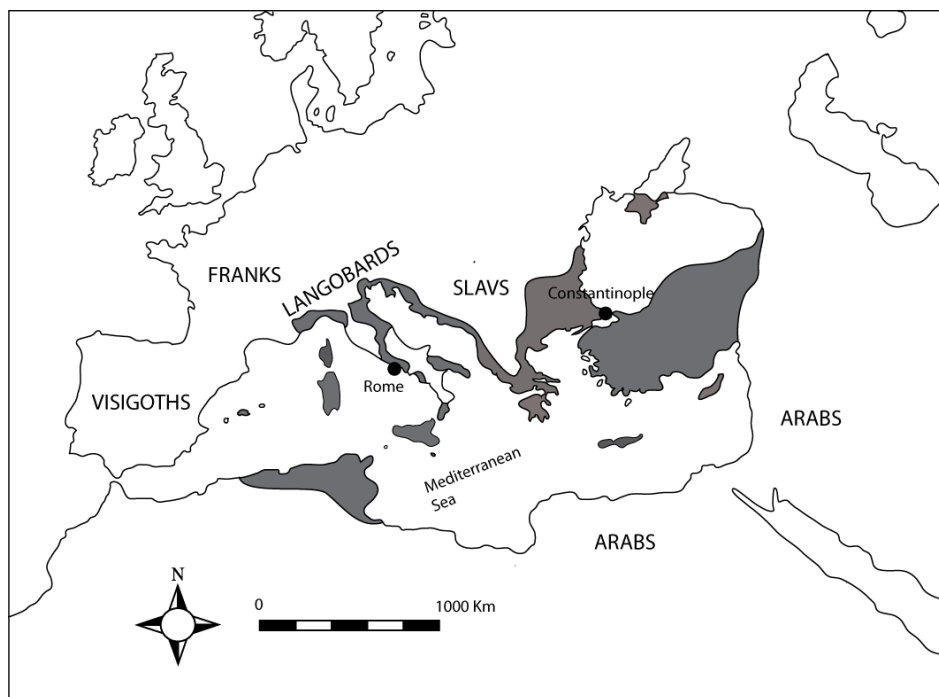 FRANKS
LANGOBARDS
SLAVS
Constantinople
Rome
VISIGOTHS
ARABS
Mediterranean
Sea
ARABS
N
0
1000 Km